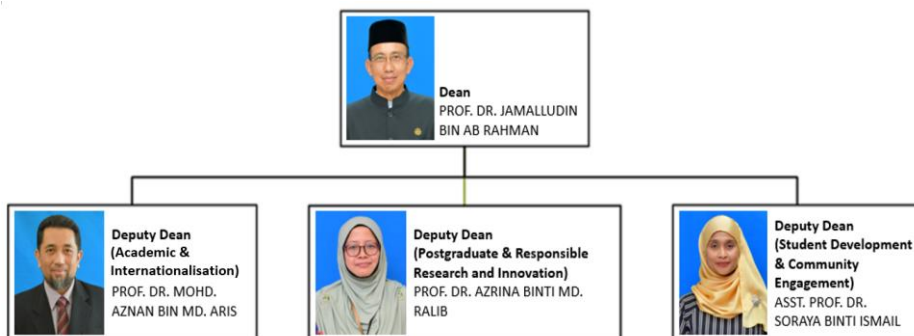 Dean
PROF. DR. JAMALLUDIN
BIN AB RAHMAN
Deputy Dean
(Academic &
Internationalisation)
PROF. DR. MOHD.
AZNAN BIN MD. ARIS
Deputy Dean
(Postgraduate & Responsible
Research and Innovation)
PROF. DR. AZRINA BINTI MD.
RALIB
Deputy Dean
(Student Development
& Community
Engagement)
ASST. PROF. DR.
SORAYA BINTI ISMAIL